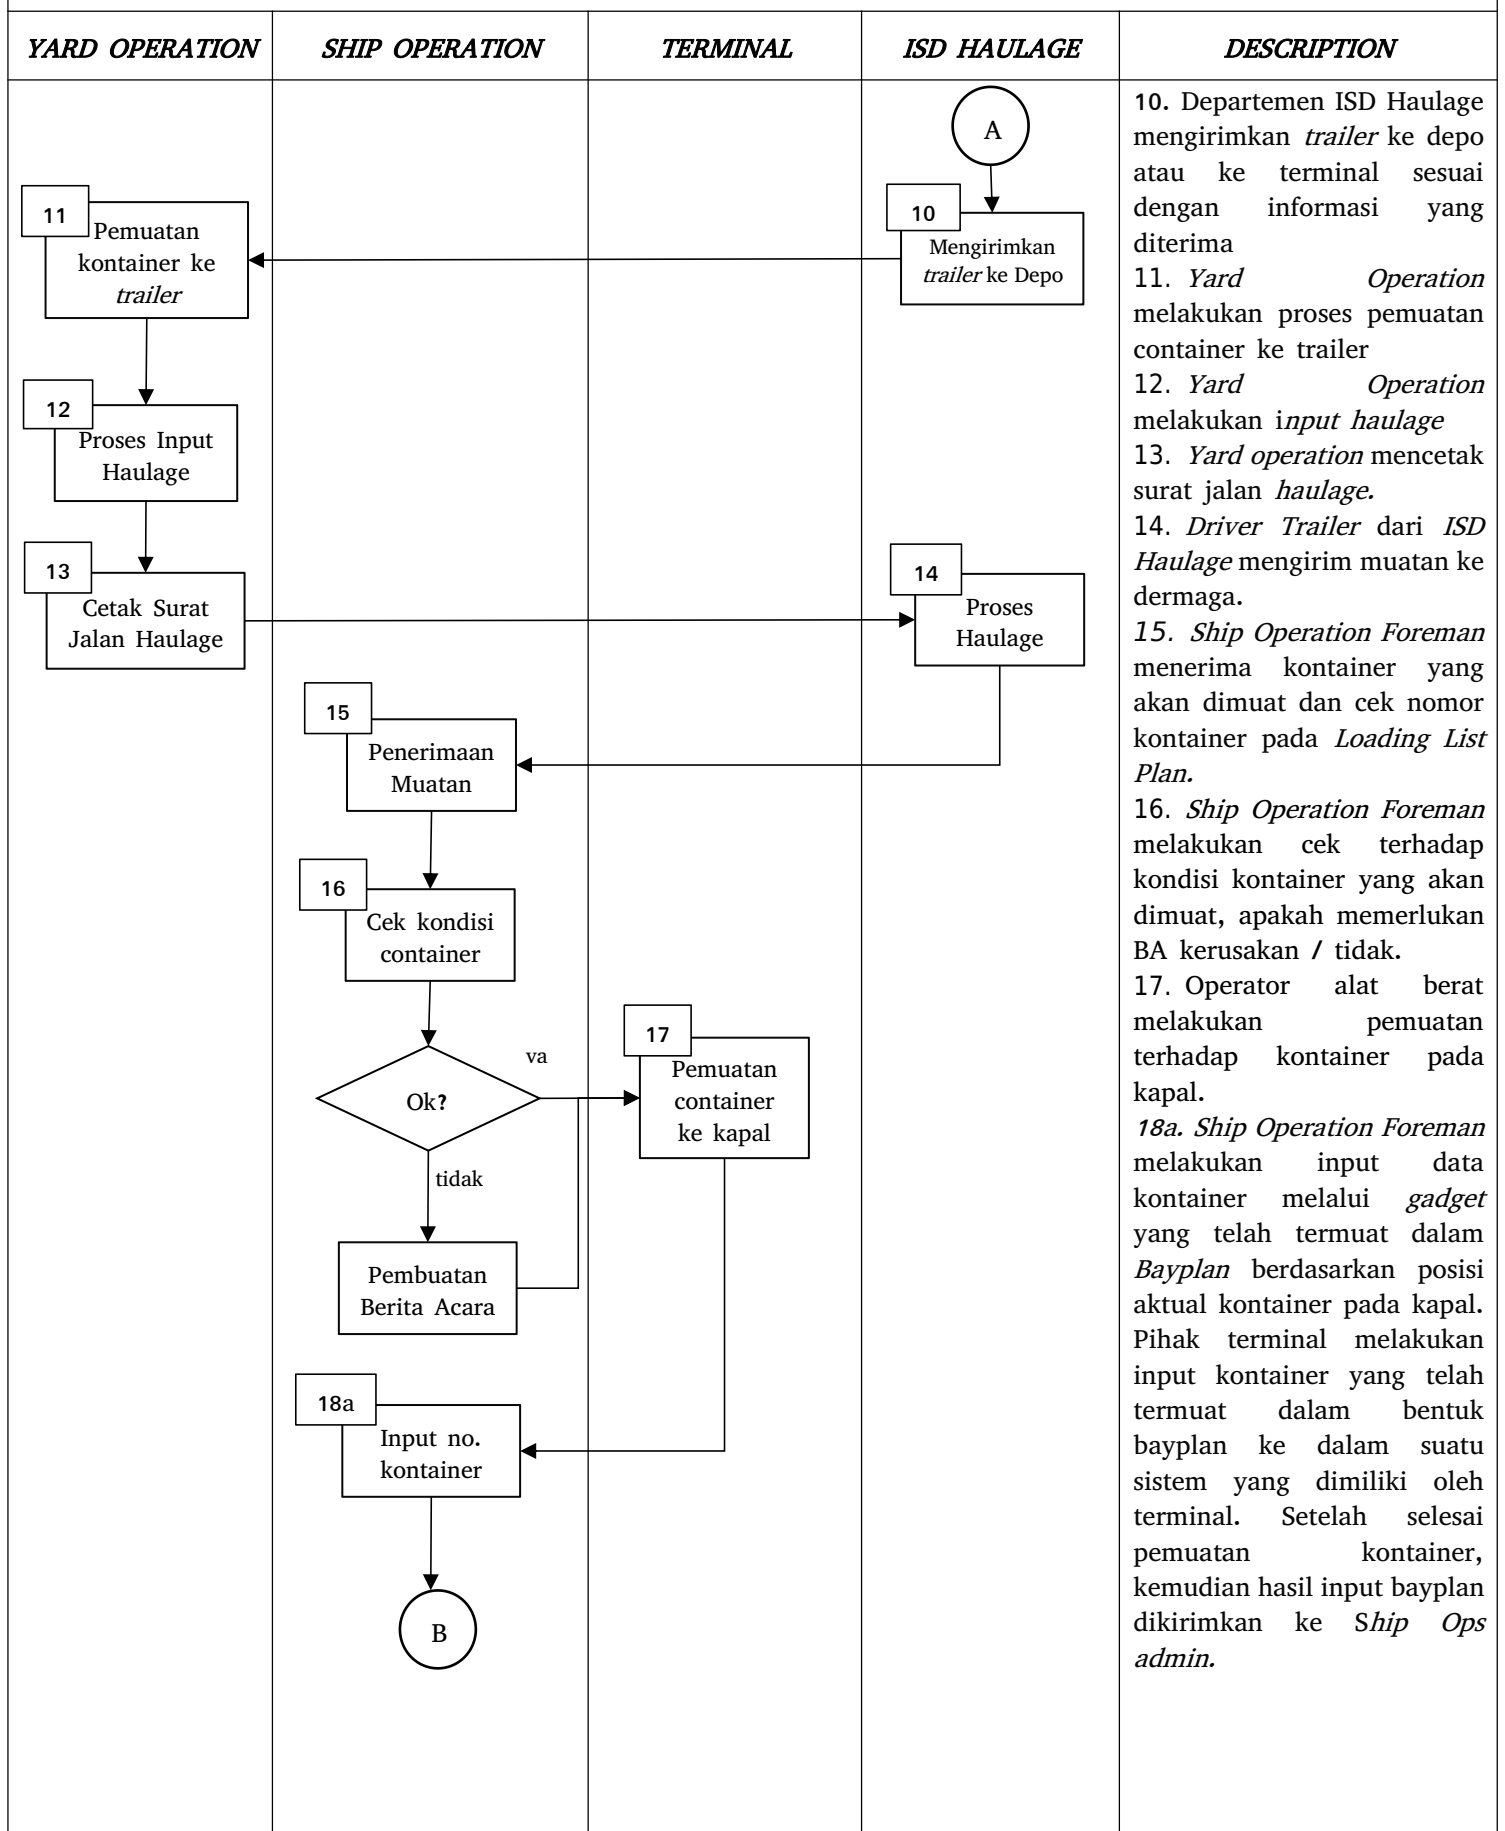 YARD OPERATION
SHIP OPERATION
TERMINAL
ISD HAULAGE
DESCRIPTION
A
10
Mengirimkan
trailer ke Depo
11
Pemuatan
kontainer ke
trailer
12
Proses Input
Haulage
13
Cetak Surat
Jalan Haulage
14
Proses
Haulage
15
Penerimaan
Muatan
16
Cek kondisi
container
Ok?
va
tidak
17
Pemuatan
container
ke kapal
Pembuatan
Berita Acara
18a
Input no.
kontainer
B
10. Departemen ISD Haulage
mengirimkan trailer ke depo
atau ke terminal sesuai
dengan informasi yang
diterima
11. Yard Operation
melakukan proses pemuatan
container ke trailer
12. Yard Operation
melakukan input haulage
13. Yard operation mencetak
surat jalan haulage.
14. Driver Trailer dari ISD
Haulage mengirim muatan ke
dermaga.
15. Ship Operation Foreman
menerima kontainer yang
akan dimuat dan cek nomor
kontainer pada Loading List
Plan.
16. Ship Operation Foreman
melakukan cek terhadap
kondisi kontainer yang akan
dimuat, apakah memerlukan
BA kerusakan / tidak.
17. Operator alat berat
melakukan pemuatan
terhadap kontainer pada
kapal.
18a. Ship Operation Foreman
melakukan input data
kontainer melalui gadget
yang telah termuat dalam
Bayplan berdasarkan posisi
aktual kontainer pada kapal.
Pihak terminal melakukan
input kontainer yang telah
termuat dalam bentuk
bayplan ke dalam suatu
sistem yang dimiliki oleh
terminal. Setelah selesai
pemuatan kontainer,
kemudian hasil input bayplan
dikirimkan ke Ship Ops
admin.